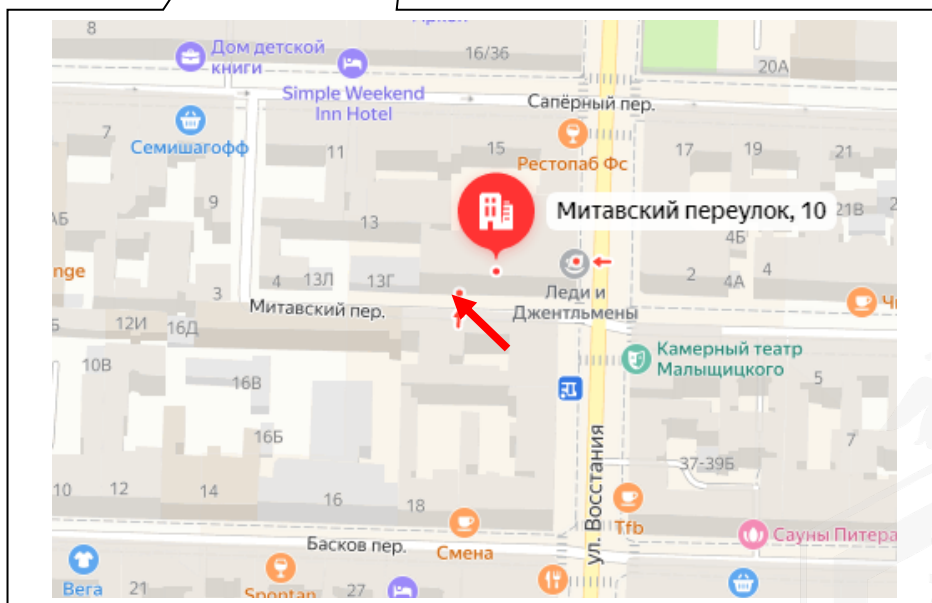 8
Дом детской
книги
16/36
20А
Simple Weekend
Inn Hotel
Сапёрный пер.
7
Семишагофф
11
15
Рестопаб Фс
17
19
21
9
13
Митавский переулок, 10
21В
2
4Б
nge
4
13Л
13Г
3
Леди и
Джентльмены
2
4А
4
Митавский пер.
12И
16Д
Камерный театр
Малыщицкого
10В
16В
5
16Б
7
37-39Б
ул. Восстания
10
12
14
16
18
Tfb
Сауны Питера
Басков пер.
Смена
Вега
21
Spontan
27